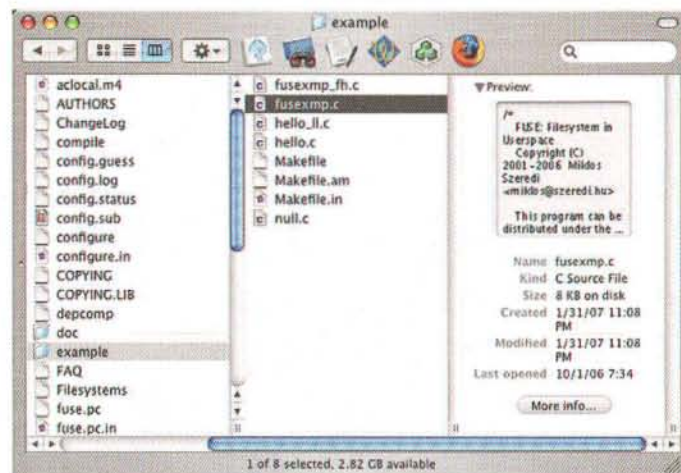 example
aclocal.m4
AUTHORS
ChangeLog
compile
config.guess
config.log
config.status
config.sub
configure
configure.in
COPYING
COPYING.LIB
depcomp
doc
example
FAQ
Filesystems
fuse.pc
fuse.pc.in
fusexmp_fh.c
fusexmp.c
hello_ll.c
hello.c
Makefile
Makefile.am
Makefile.in
null.c
Preview:
/*
FUSE: Filesystem in
Userspace
Copyright (C)
2001-2006 Miklos
Szeredi
<miklos@szeredi.hu>
This program can be
distributed under the ...
Name fusexmp.c
Kind C Source File
Size 8 KB on disk
Created 1/31/07 11:08
PM
Modified 1/31/07 11:08
PM
Last opened 10/1/06 7:34
More info...
1 of 8 selected, 2.82 GB available